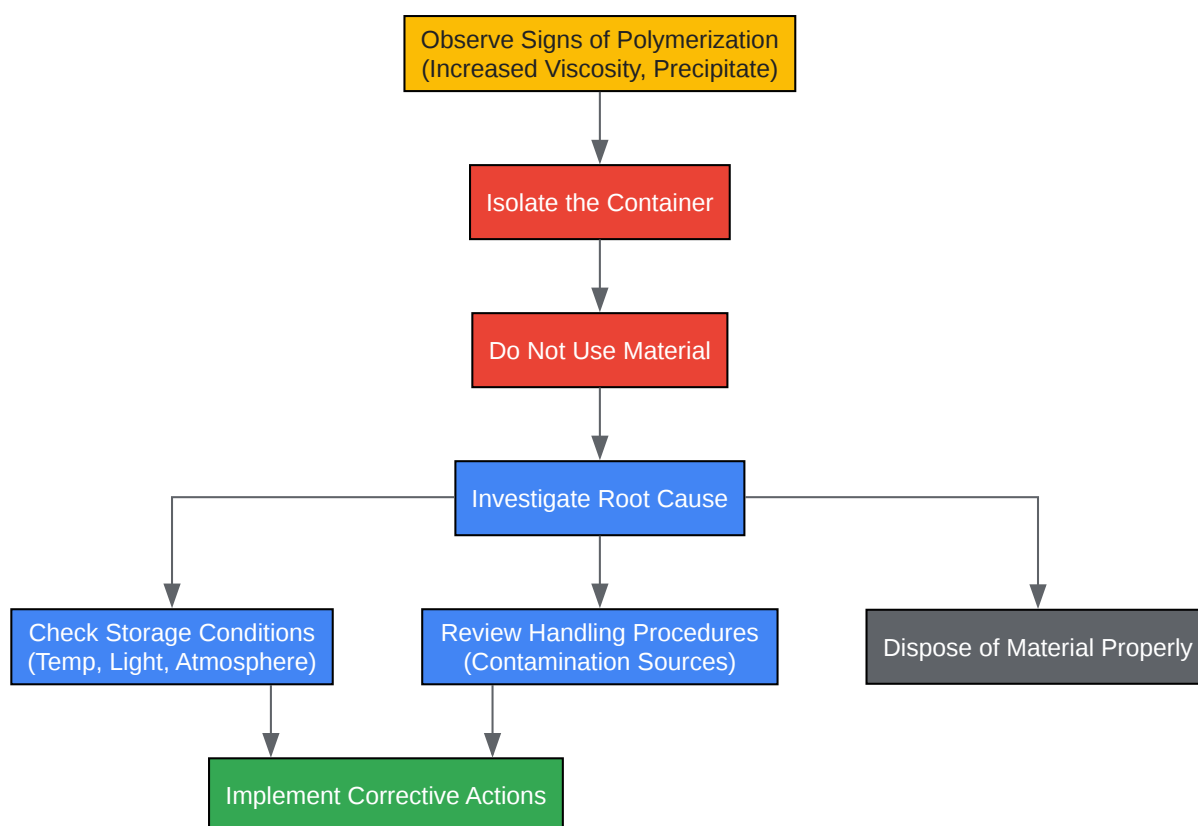 Observe Signs of Polymerization
(Increased Viscosity, Precipitate)
Isolate the Container
Do Not Use Material
Investigate Root Cause
Check Storage Conditions
(Temp, Light, Atmosphere)
Review Handling Procedures
(Contamination Sources)
Dispose of Material Properly
Implement Corrective Actions